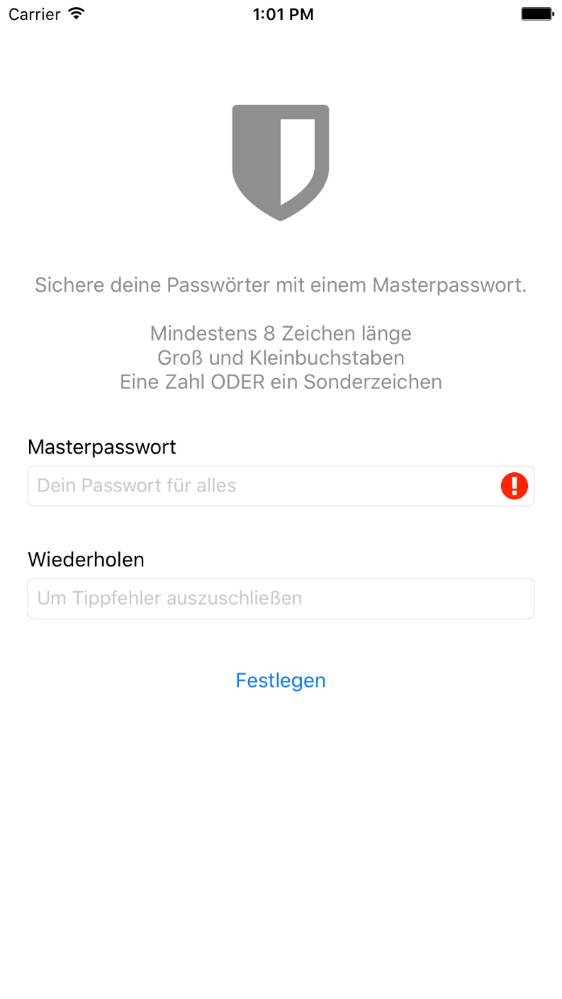 Carrier 1:01 PM
Sichere deine Passwörter mit einem Masterpasswort.
Mindestens 8 Zeichen länge
Groß und Kleinbuchstaben
Eine Zahl ODER ein Sonderzeichen
Masterpasswort
Dein Passwort für alles
Wiederholen
Um Tippfehler auszuschließen
Festlegen